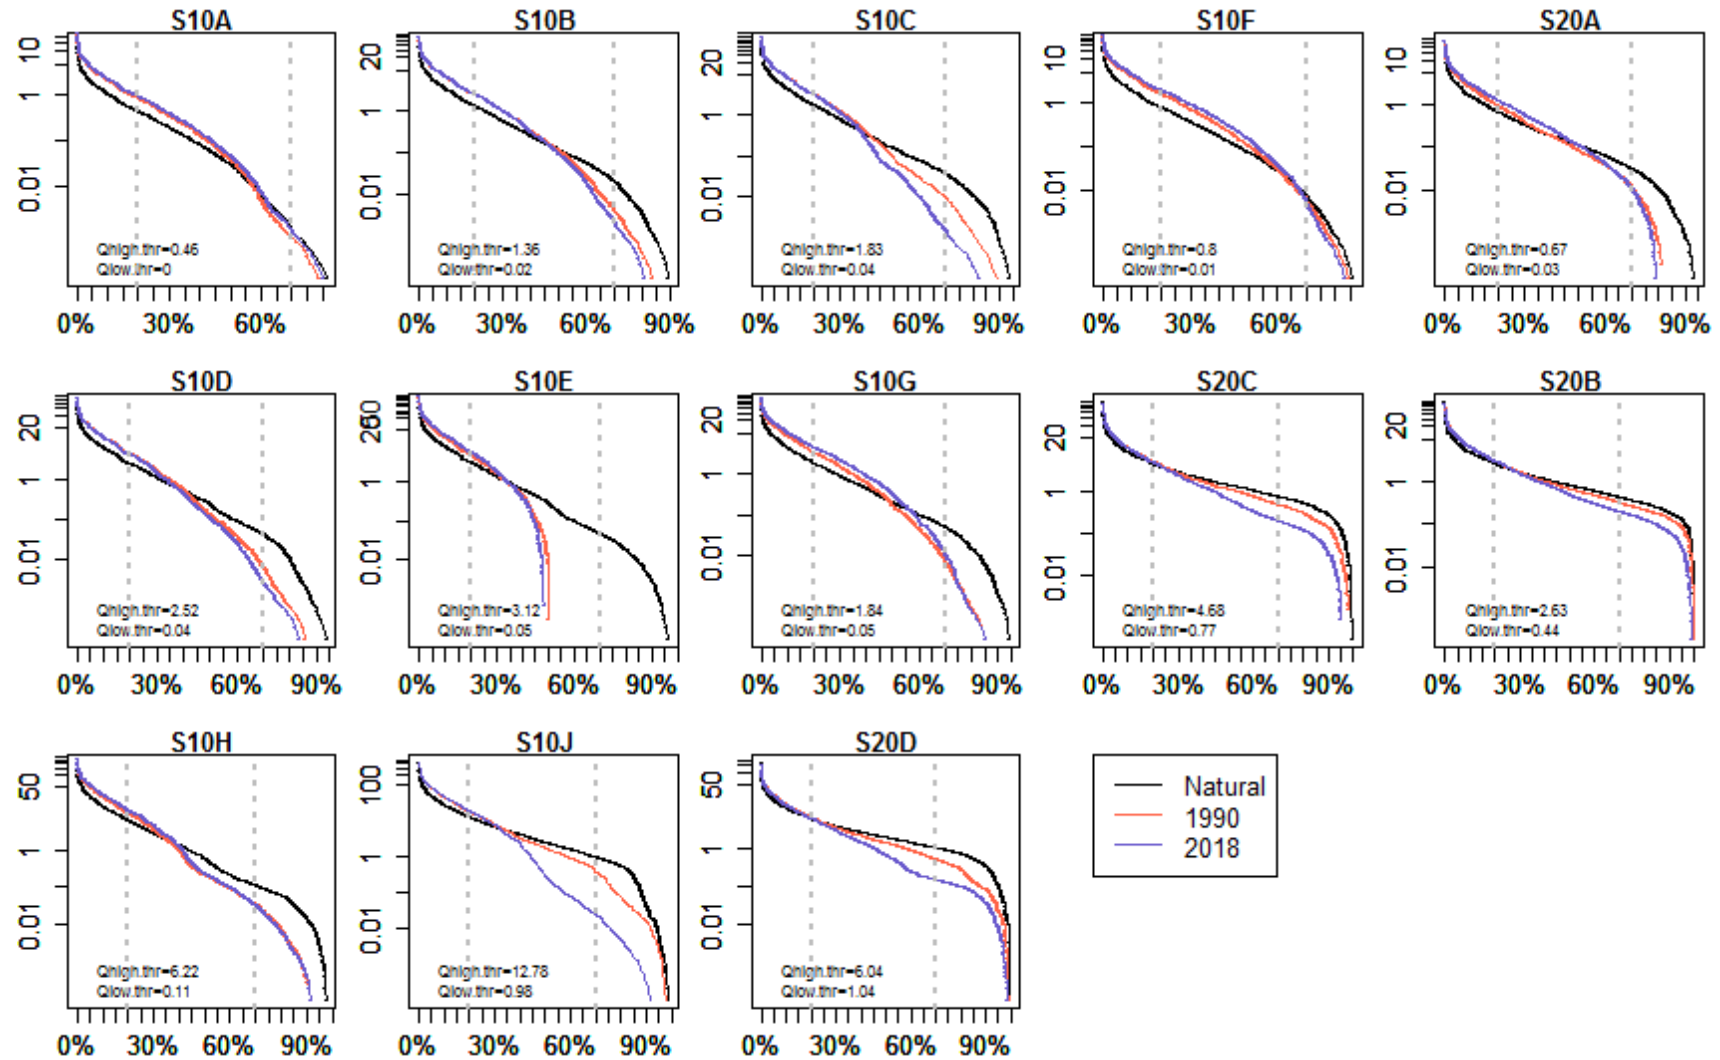 S10A S10B S10C S10F S20A
10 20 20 10 10
1 1 1 1 1
0.01 0.01 0.01 0.01 0.01
Qhigh.thr=0.46 Qhigh.thr=1.36 Qhigh.thr=1.83 Qhigh.thr=0.8 Qhigh.thr=0.67
Qlow.thr=0 Qlow.thr=0.02 Qlow.thr=0.04 Qlow.thr=0.01 Qlow.thr=0.03
0% 30% 60% 0% 30% 60% 90% 0% 30% 60% 90% 0% 30% 60% 0% 30% 60% 90%
S10D S10E S10G S20C S20B
20 20 20 20
1 1 1 1 1
0.01 0.01 0.01 0.01 0.01
Qhigh.thr=2.52 Qhigh.thr=3.12 Qhigh.thr=1.84 Qhigh.thr=4.68 Qhigh.thr=2.63
Qlow.thr=0.04 Qlow.thr=0.05 Qlow.thr=0.05 Qlow.thr=0.77 Qlow.thr=0.44
0% 30% 60% 90% 0% 30% 60% 90% 0% 30% 60% 90% 0% 30% 60% 90% 0% 30% 60% 90%
S10H S10J S20D
50 100 50
1 1 1
0.01 0.01 0.01
Qhigh.thr=6.22 Qhigh.thr=12.78 Qhigh.thr=6.04
Qlow.thr=0.11 Qlow.thr=0.98 Qlow.thr=1.04
0% 30% 60% 90% 0% 30% 60% 90% 0% 30% 60% 90%
Natural
1990
2018